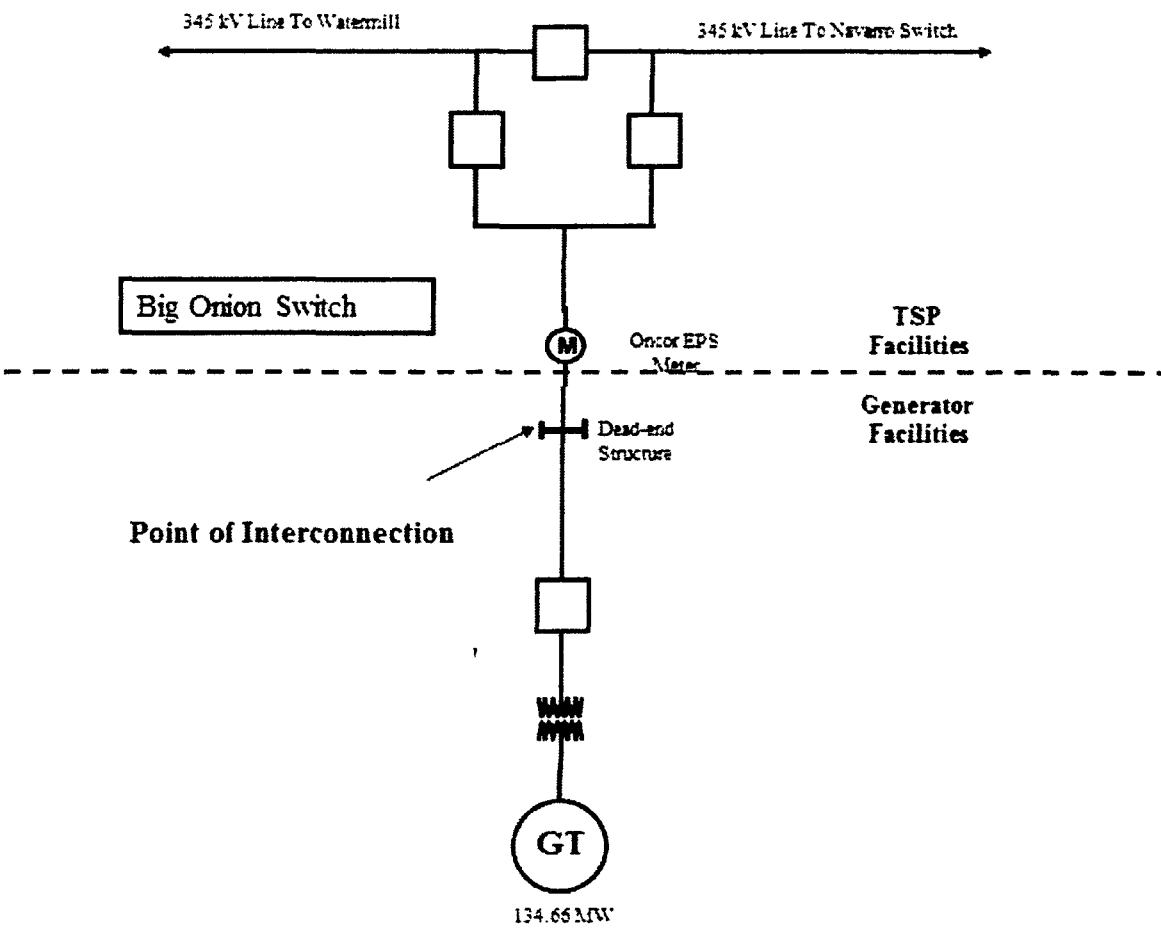 345 kV Line To Watermill
345 kV Line To Navarro Switch
Big Onion Switch
M
Oncor EPS
Meter
TSP
Facilities
Generator
Facilities
Dead-end
Structure
Point of Interconnection
GT
134.66 MW